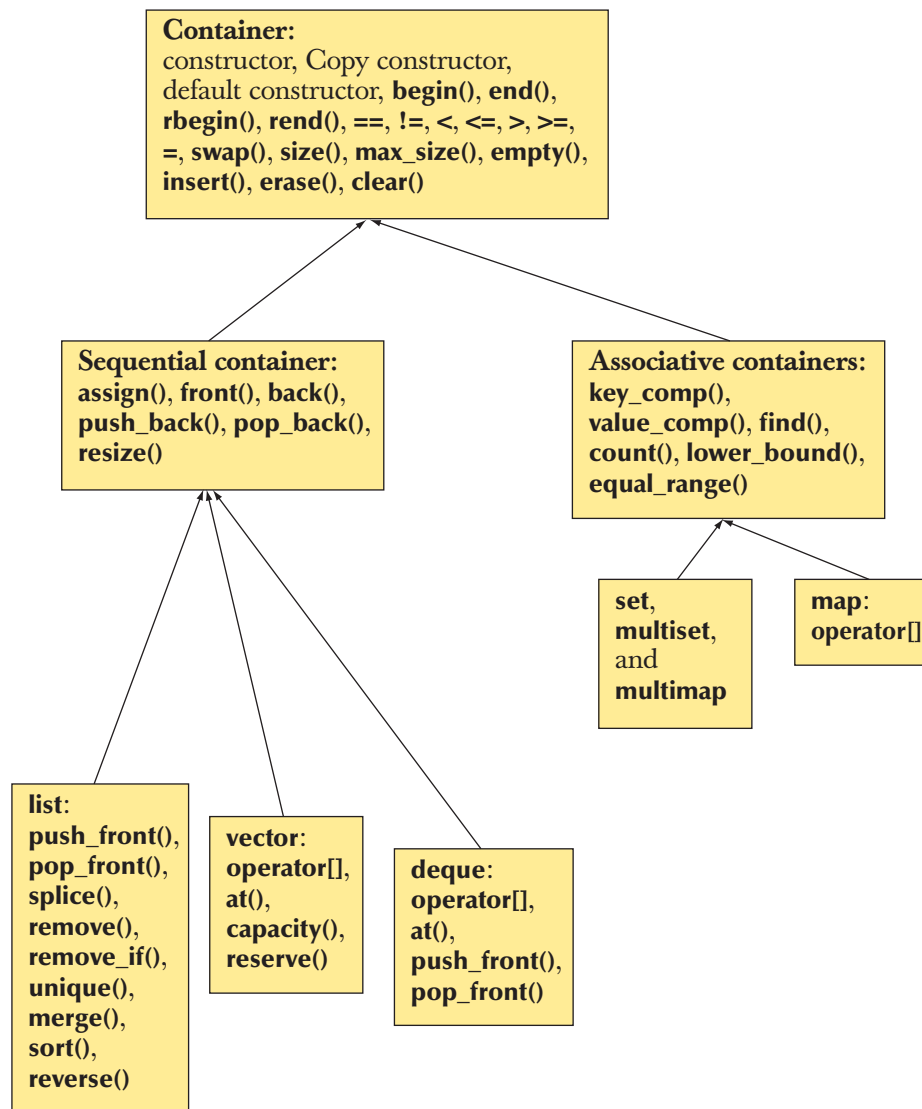 Container:
constructor, Copy constructor,
default constructor, begin(), end(),
rbegin(), rend(), ==, !=, <, <=, >, >=,
=, swap(), size(), max_size(), empty(),
insert(), erase(), clear()
Sequential container:
assign(), front(), back(),
push_back(), pop_back(),
resize()
Associative containers:
key_comp(),
value_comp(), find(),
count(), lower_bound(),
equal_range()
set,
multiset,
and
multimap
map:
operator[]
list:
push_front(),
pop_front(),
splice(),
remove(),
remove_if(),
unique(),
merge(),
sort(),
reverse()
vector:
operator[],
at(),
capacity(),
reserve()
deque:
operator[],
at(),
push_front(),
pop_front()